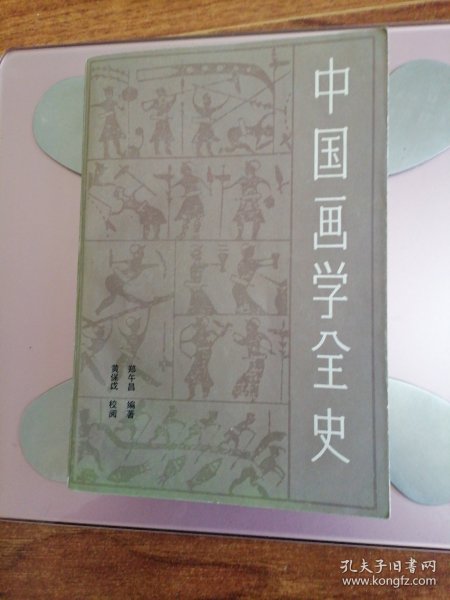 中国画学全史
郑午昌 编著
黄保戉 校阅
孔夫子旧书网
www.kongfz.com